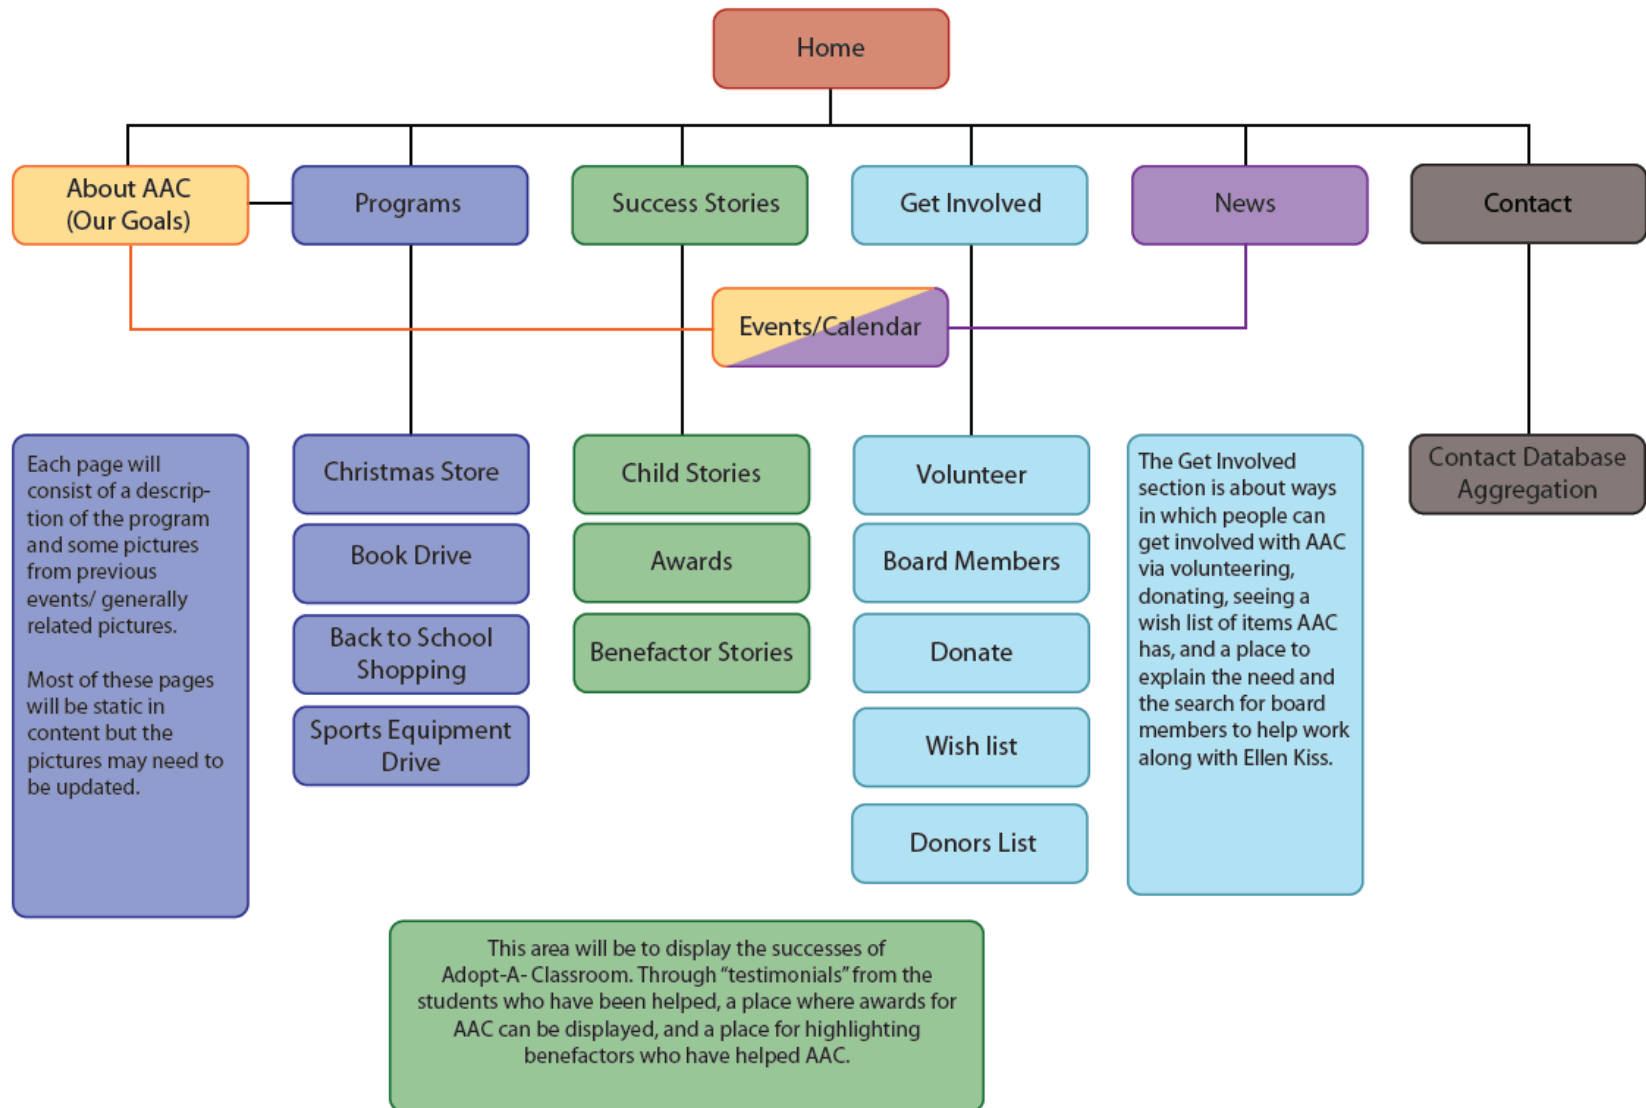 Home
About AAC
(Our Goals)
Programs
Success Stories
Get Involved
News
Contact
Events/Calendar
Each page will
consist of a descrip-
tion of the program
and some pictures
from previous
events/ generally
related pictures.
Most of these pages
will be static in
content but the
pictures may need to
be updated.
Christmas Store
Book Drive
Back to School
Shopping
Sports Equipment
Drive
Child Stories
Awards
Benefactor Stories
Volunteer
Board Members
Donate
Wish list
Donors List
The Get Involved
section is about ways
in which people can
get involved with AAC
via volunteering,
donating, seeing a
wish list of items AAC
has, and a place to
explain the need and
the search for board
members to help work
along with Ellen Kiss.
Contact Database
Aggregation
This area will be to display the successes of
Adopt-A- Classroom. Through “testimonials” from the
students who have been helped, a place where awards for
AAC can be displayed, and a place for highlighting
benefactors who have helped AAC.